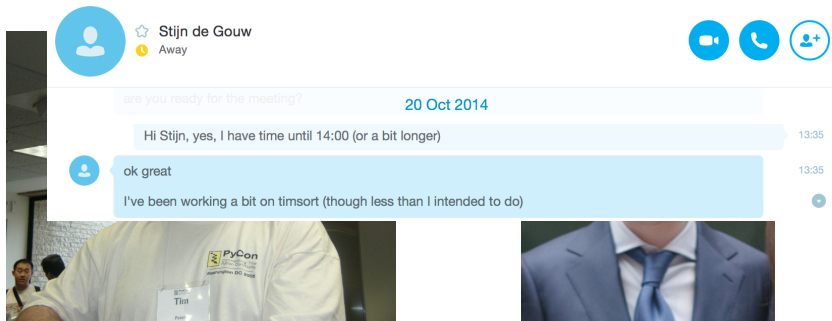 Stijn de Gouw
Away
are you ready for the meeting?
20 Oct 2014
Hi Stijn, yes, I have time until 14:00 (or a bit longer)
13:35
ok great
13:35
I've been working a bit on timsort (though less than I intended to do)
PyCon
Tim